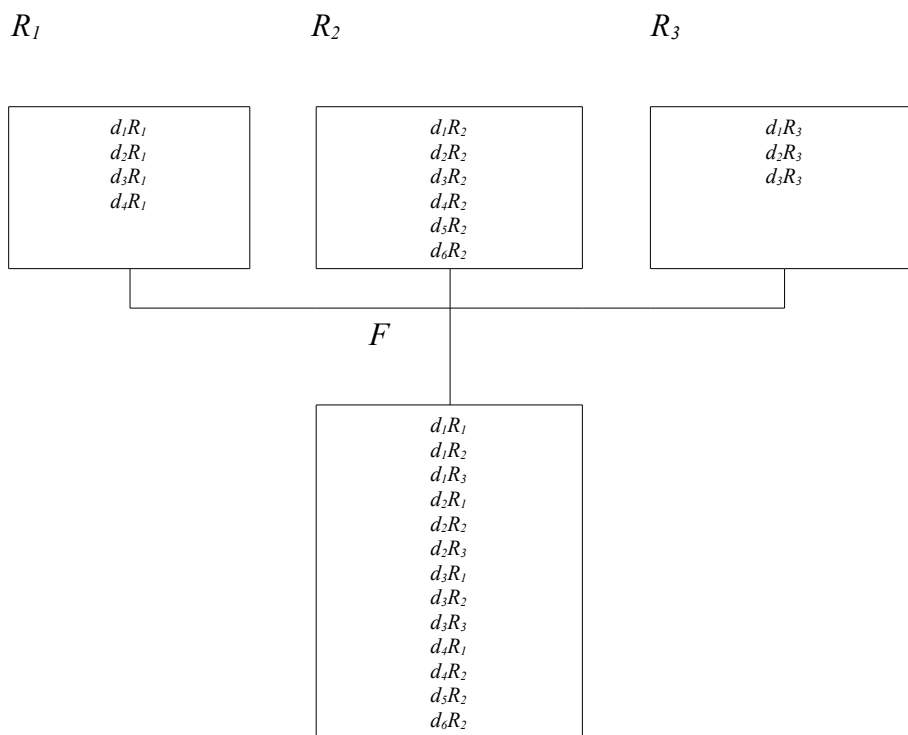 R₁
R₂
R₃
d₁R₁
d₂R₁
d₃R₁
d₄R₁
d₁R₂
d₂R₂
d₃R₂
d₄R₂
d₅R₂
d₆R₂
d₁R₃
d₂R₃
d₃R₃
F
d₁R₁
d₁R₂
d₁R₃
d₂R₁
d₂R₂
d₂R₃
d₃R₁
d₃R₂
d₃R₃
d₄R₁
d₄R₂
d₅R₂
d₆R₂